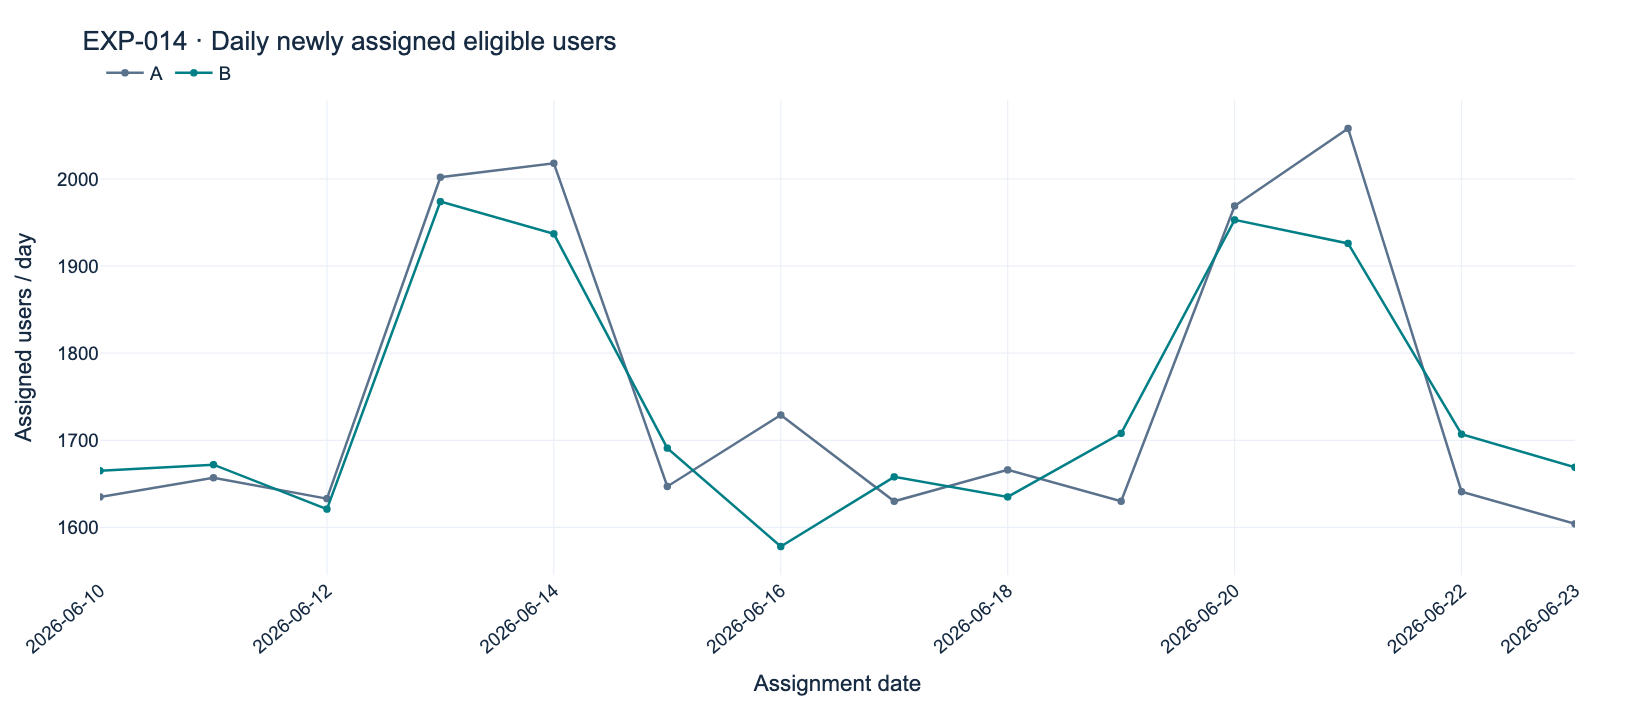 EXP-014 · Daily newly assigned eligible users
A B
Assigned users / day
2000
1900
1800
1700
1600
2026-06-10 2026-06-12 2026-06-14 2026-06-16 2026-06-18 2026-06-20 2026-06-22 2026-06-23
Assignment date